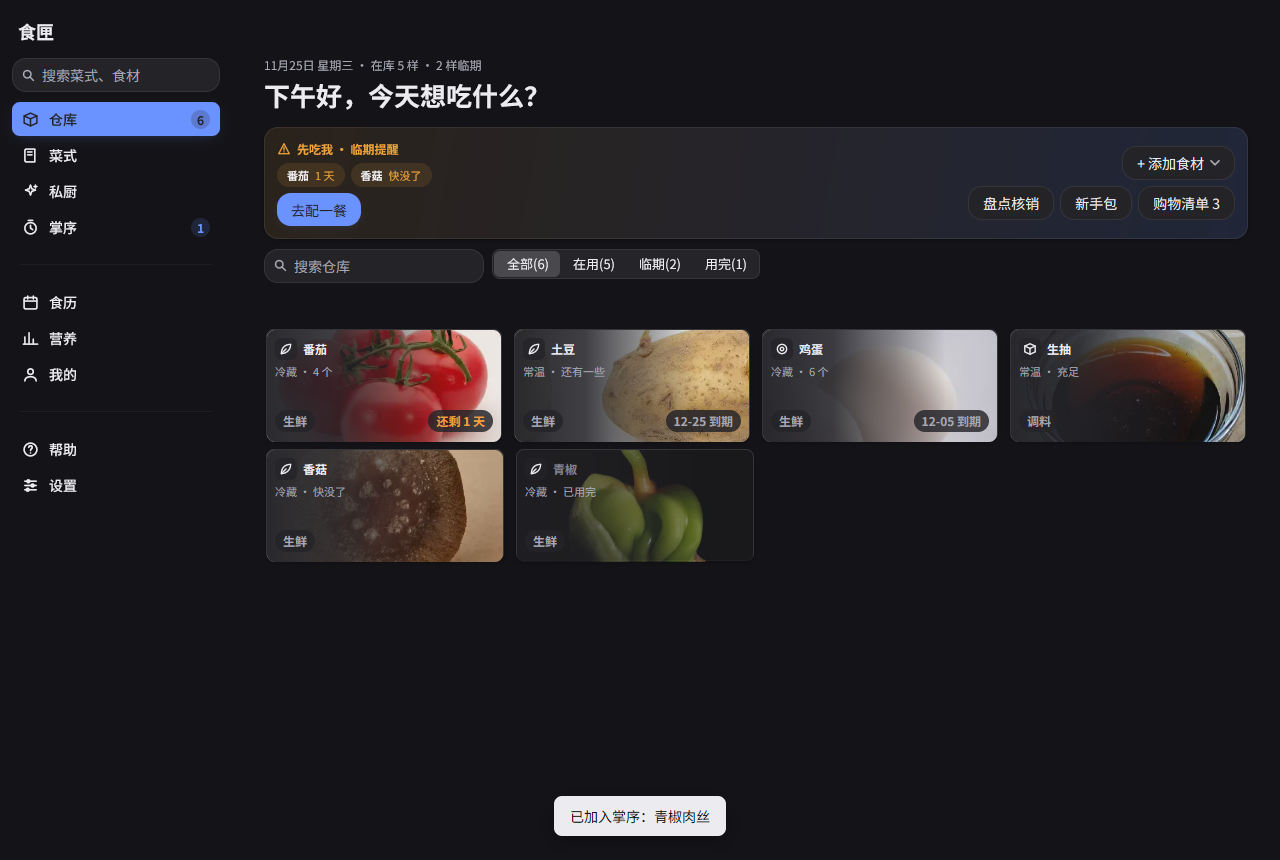 食匣
搜索菜式、食材
仓库 6
菜式
私厨
掌序 1
食历
营养
我的
帮助
设置
11月25日 星期三 · 在库 5 样 · 2 样临期
下午好，今天想吃什么？
先吃我 · 临期提醒
番茄 1 天 香菇 快没了
去配一餐
+ 添加食材
盘点核销 新手包 购物清单 3
搜索仓库
全部(6) 在用(5) 临期(2) 用完(1)
番茄
冷藏 · 4 个
生鲜 还剩 1 天
土豆
常温 · 还有一些
生鲜 12-25 到期
鸡蛋
冷藏 · 6 个
生鲜 12-05 到期
生抽
常温 · 充足
调料
香菇
冷藏 · 快没了
生鲜
青椒
冷藏 · 已用完
生鲜
已加入掌序：青椒肉丝